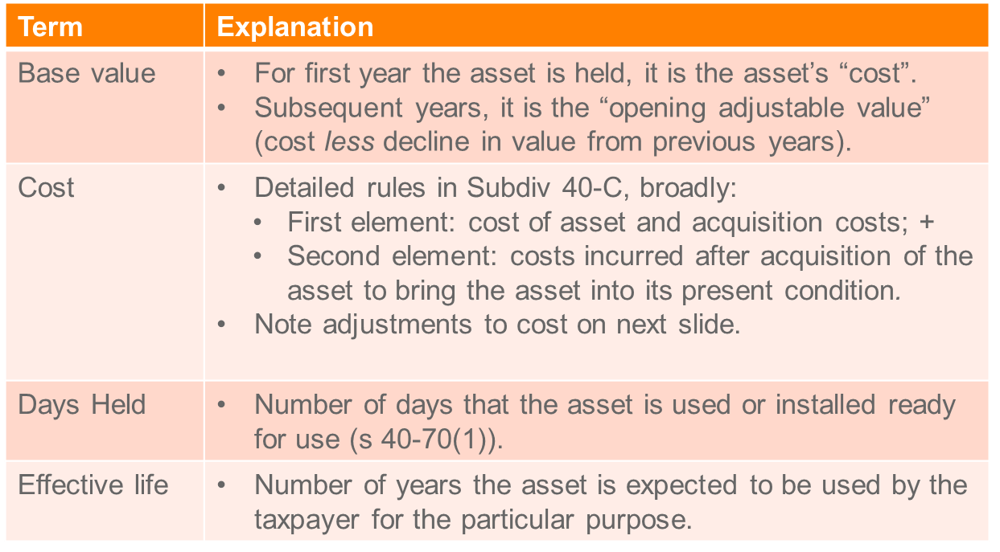 Term Explanation
Base value • For first year the asset is held, it is the asset’s “cost”.
• Subsequent years, it is the “opening adjustable value”
(cost less decline in value from previous years).
Cost • Detailed rules in Subdiv 40-C, broadly:
• First element: cost of asset and acquisition costs; +
• Second element: costs incurred after acquisition of the
asset to bring the asset into its present condition.
• Note adjustments to cost on next slide.
Days Held • Number of days that the asset is used or installed ready
for use (s 40-70(1)).
Effective life • Number of years the asset is expected to be used by the
taxpayer for the particular purpose.